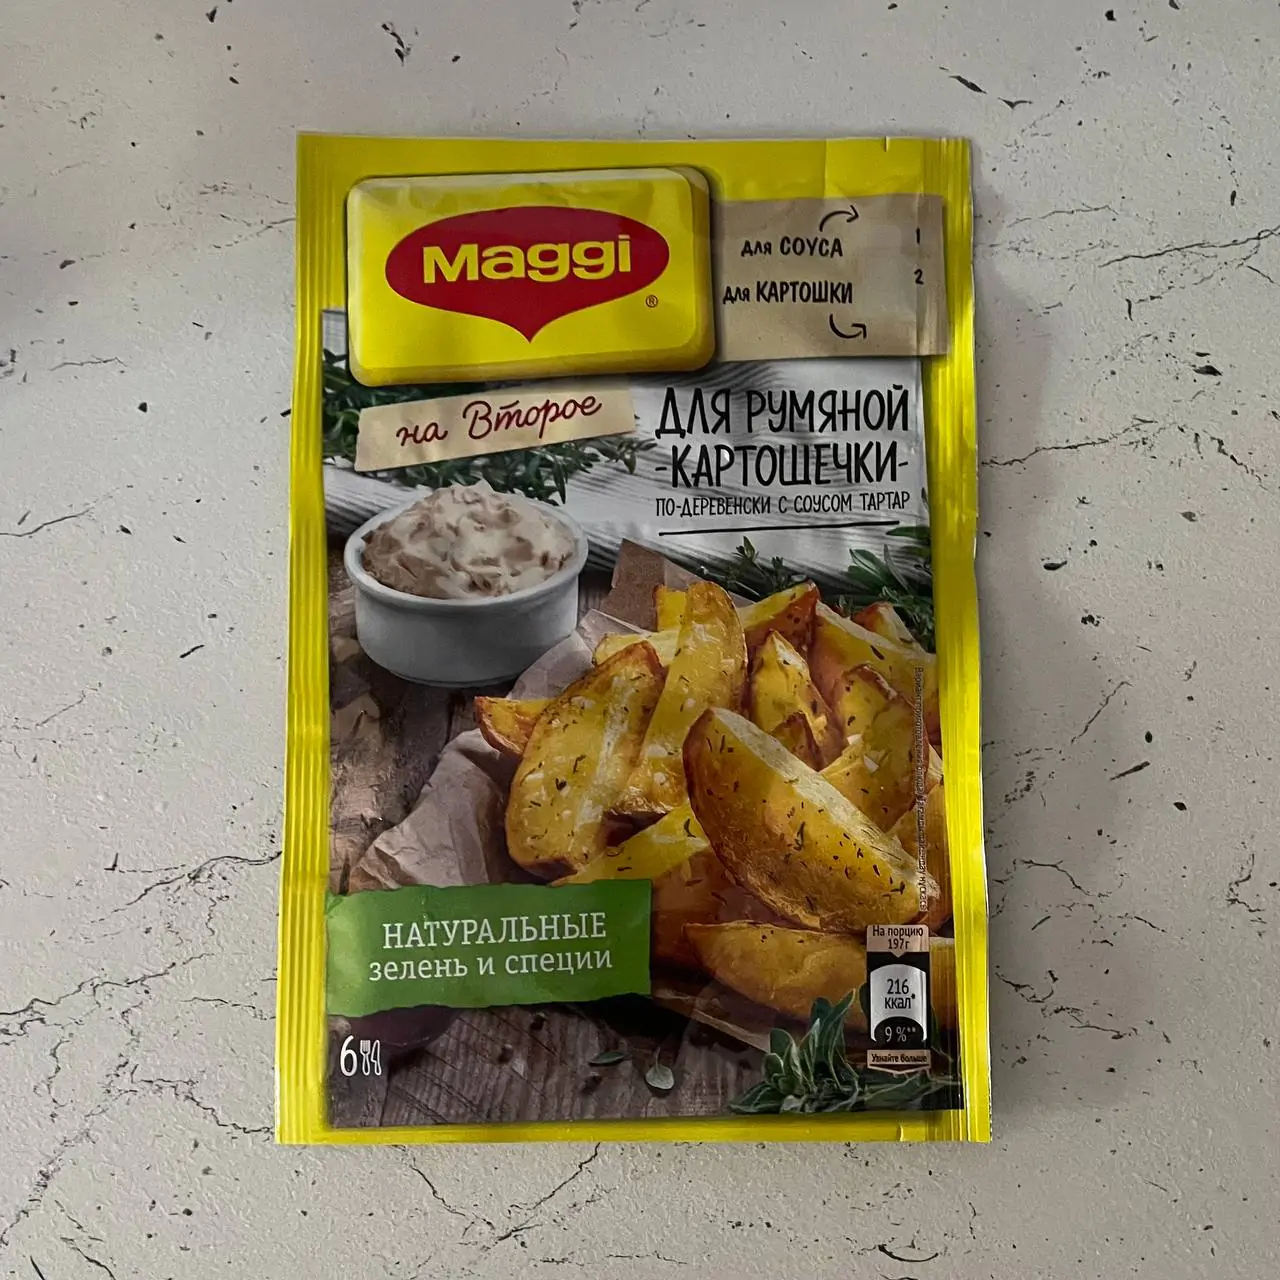 Maggi
®
для СОУСА
1
для КАРТОШКИ
2
на Второе
ДЛЯ РУМЯНОЙ
-КАРТОШЕЧКИ-
ПО-ДЕРЕВЕНСКИ С СОУСОМ ТАРТАР
НАТУРАЛЬНЫЕ
зелень и специи
6
На порцию
197г
216
ккал*
9 %**
Узнайте больше